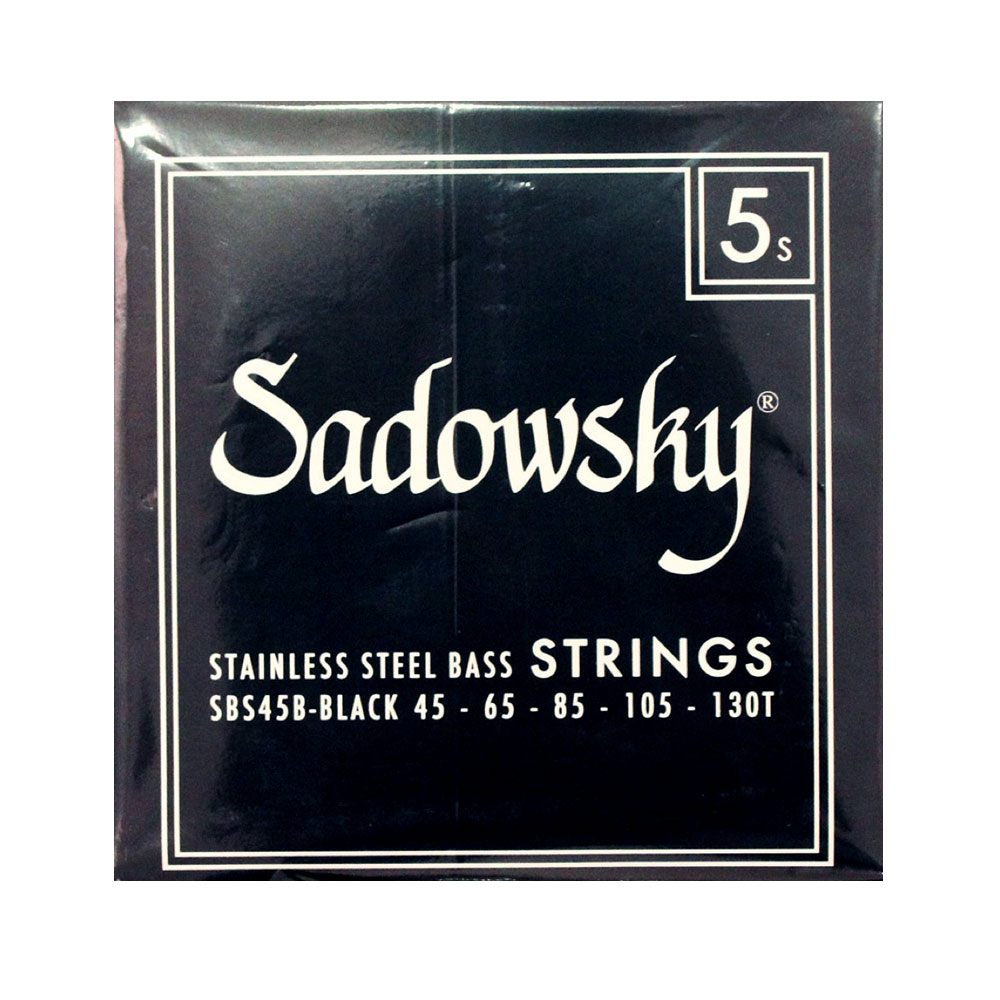 5s
Sadowsky®
STAINLESS STEEL BASS STRINGS
SBS45B-BLACK 45 - 65 - 85 - 105 - 130T